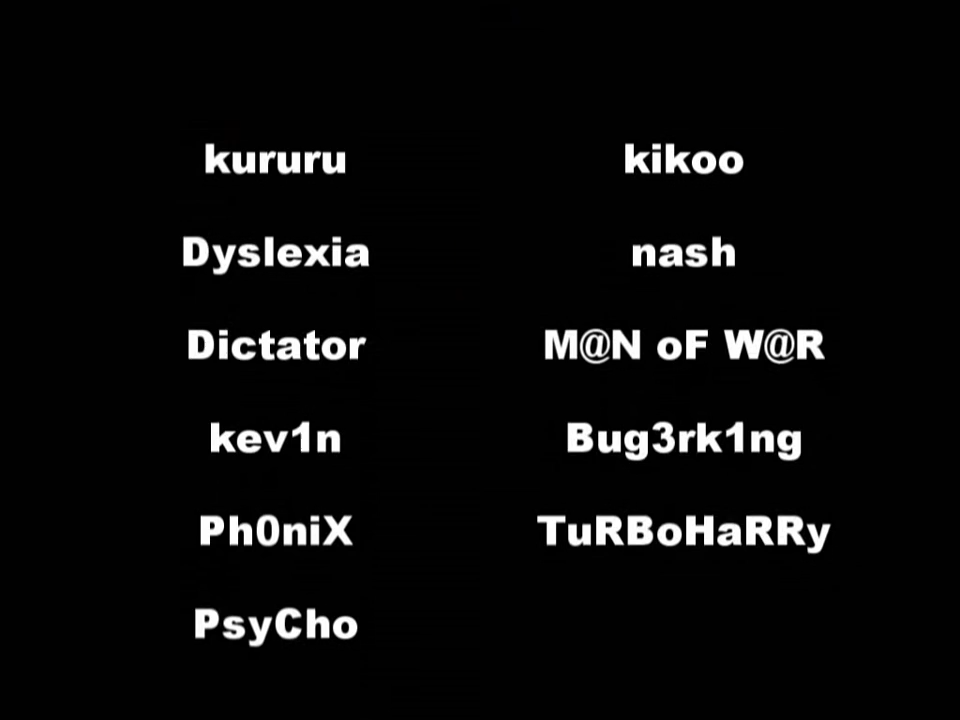 kururu
Dyslexia
Dictator
kev1n
Ph0niX
PsyCho
kikoo
nash
M@N oF W@R
Bug3rk1ng
TuRBoHaRRy